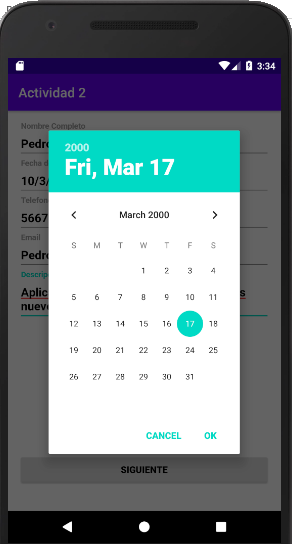 3:34
Actividad 2
Nombre Completo
Pedr
Fecha d
10/3/
Telefon
5667
Email
Pedr
Descrip
Aplic s
nuev
2000
Fri, Mar 17
March 2000
S M T W T F S
1 2 3 4
5 6 7 8 9 10 11
12 13 14 15 16 17 18
19 20 21 22 23 24 25
26 27 28 29 30 31
CANCEL OK
SIGUIENTE